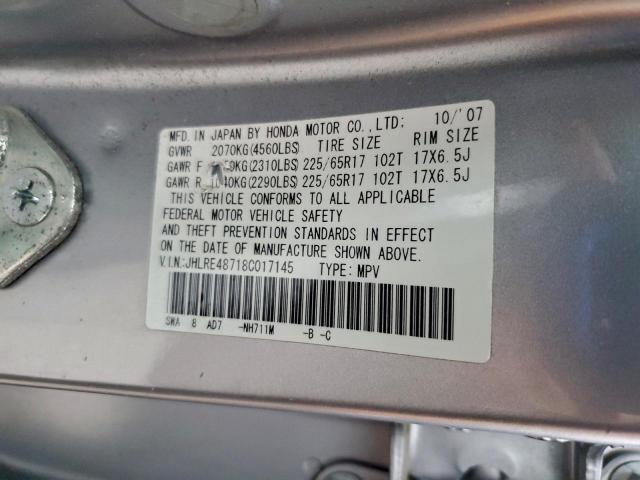 MFD. IN JAPAN BY HONDA MOTOR CO., LTD: 10/'07
GVWR 2070KG(4560LBS) TIRE SIZE RIM SIZE
GAWR F (2310LBS) 225/65R17 102T 17X6.5J
GAWR R 1040KG(2290LBS) 225/65R17 102T 17X6.5J
THIS VEHICLE CONFORMS TO ALL APPLICABLE
FEDERAL MOTOR VEHICLE SAFETY
AND THEFT PREVENTION STANDARDS IN EFFECT
ON THE DATE OF MANUFACTURE SHOWN ABOVE.
V.I.N.:JHLRE48718C017145 TYPE: MPV
SWA 8 AD7 -NH711M -B -C